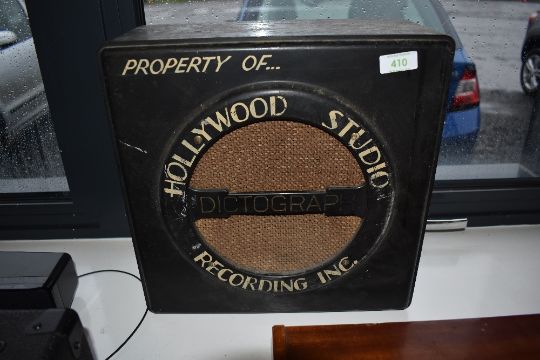 PROPERTY OF...
410
HOLLYWOOD STUDIO
DICTOGRAPH
RECORDING INC.